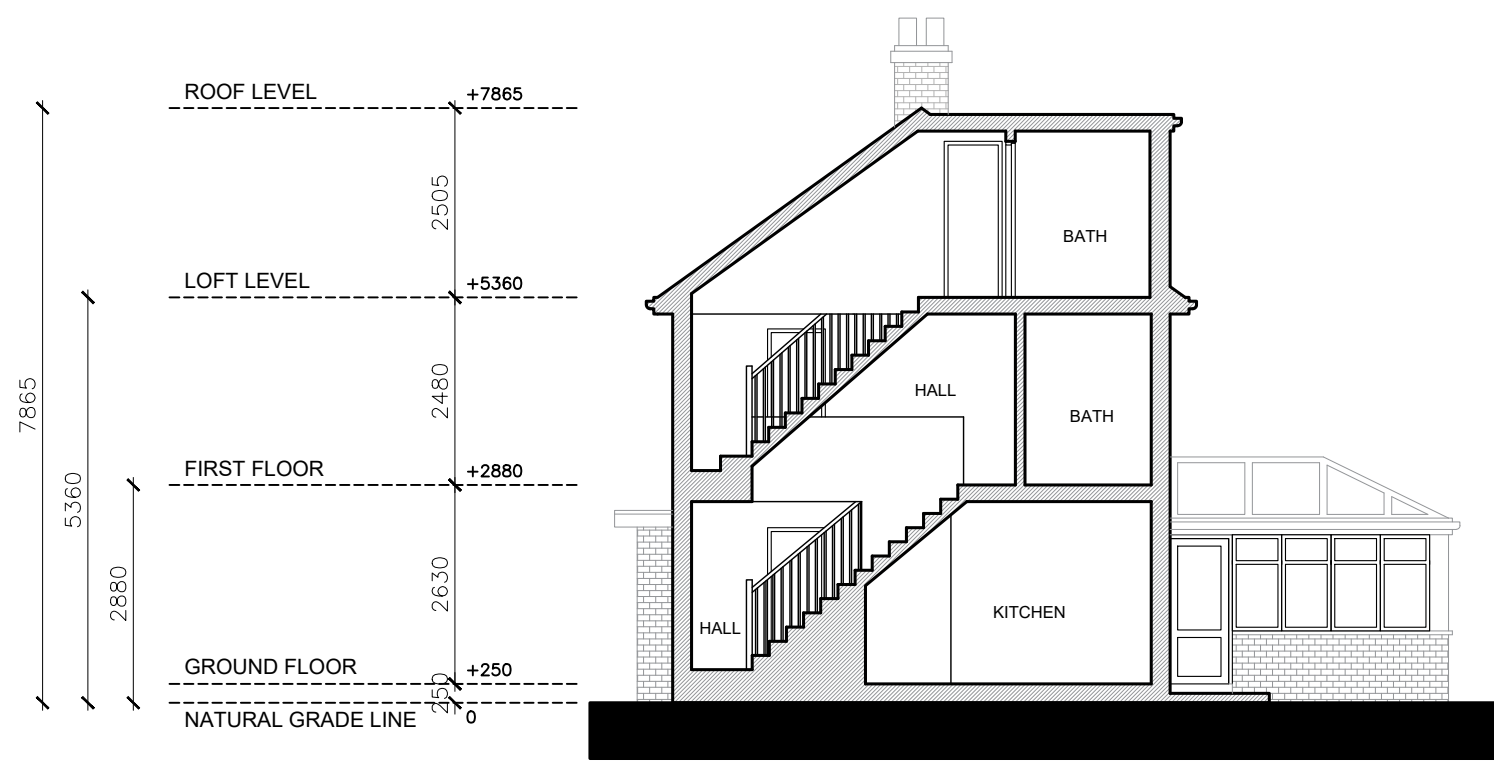 ROOF LEVEL
+7865
2505
BATH
LOFT LEVEL
+5360
7865
2480
HALL
BATH
5360
FIRST FLOOR
+2880
2880
2630
HALL
KITCHEN
GROUND FLOOR
+250
250
NATURAL GRADE LINE
0